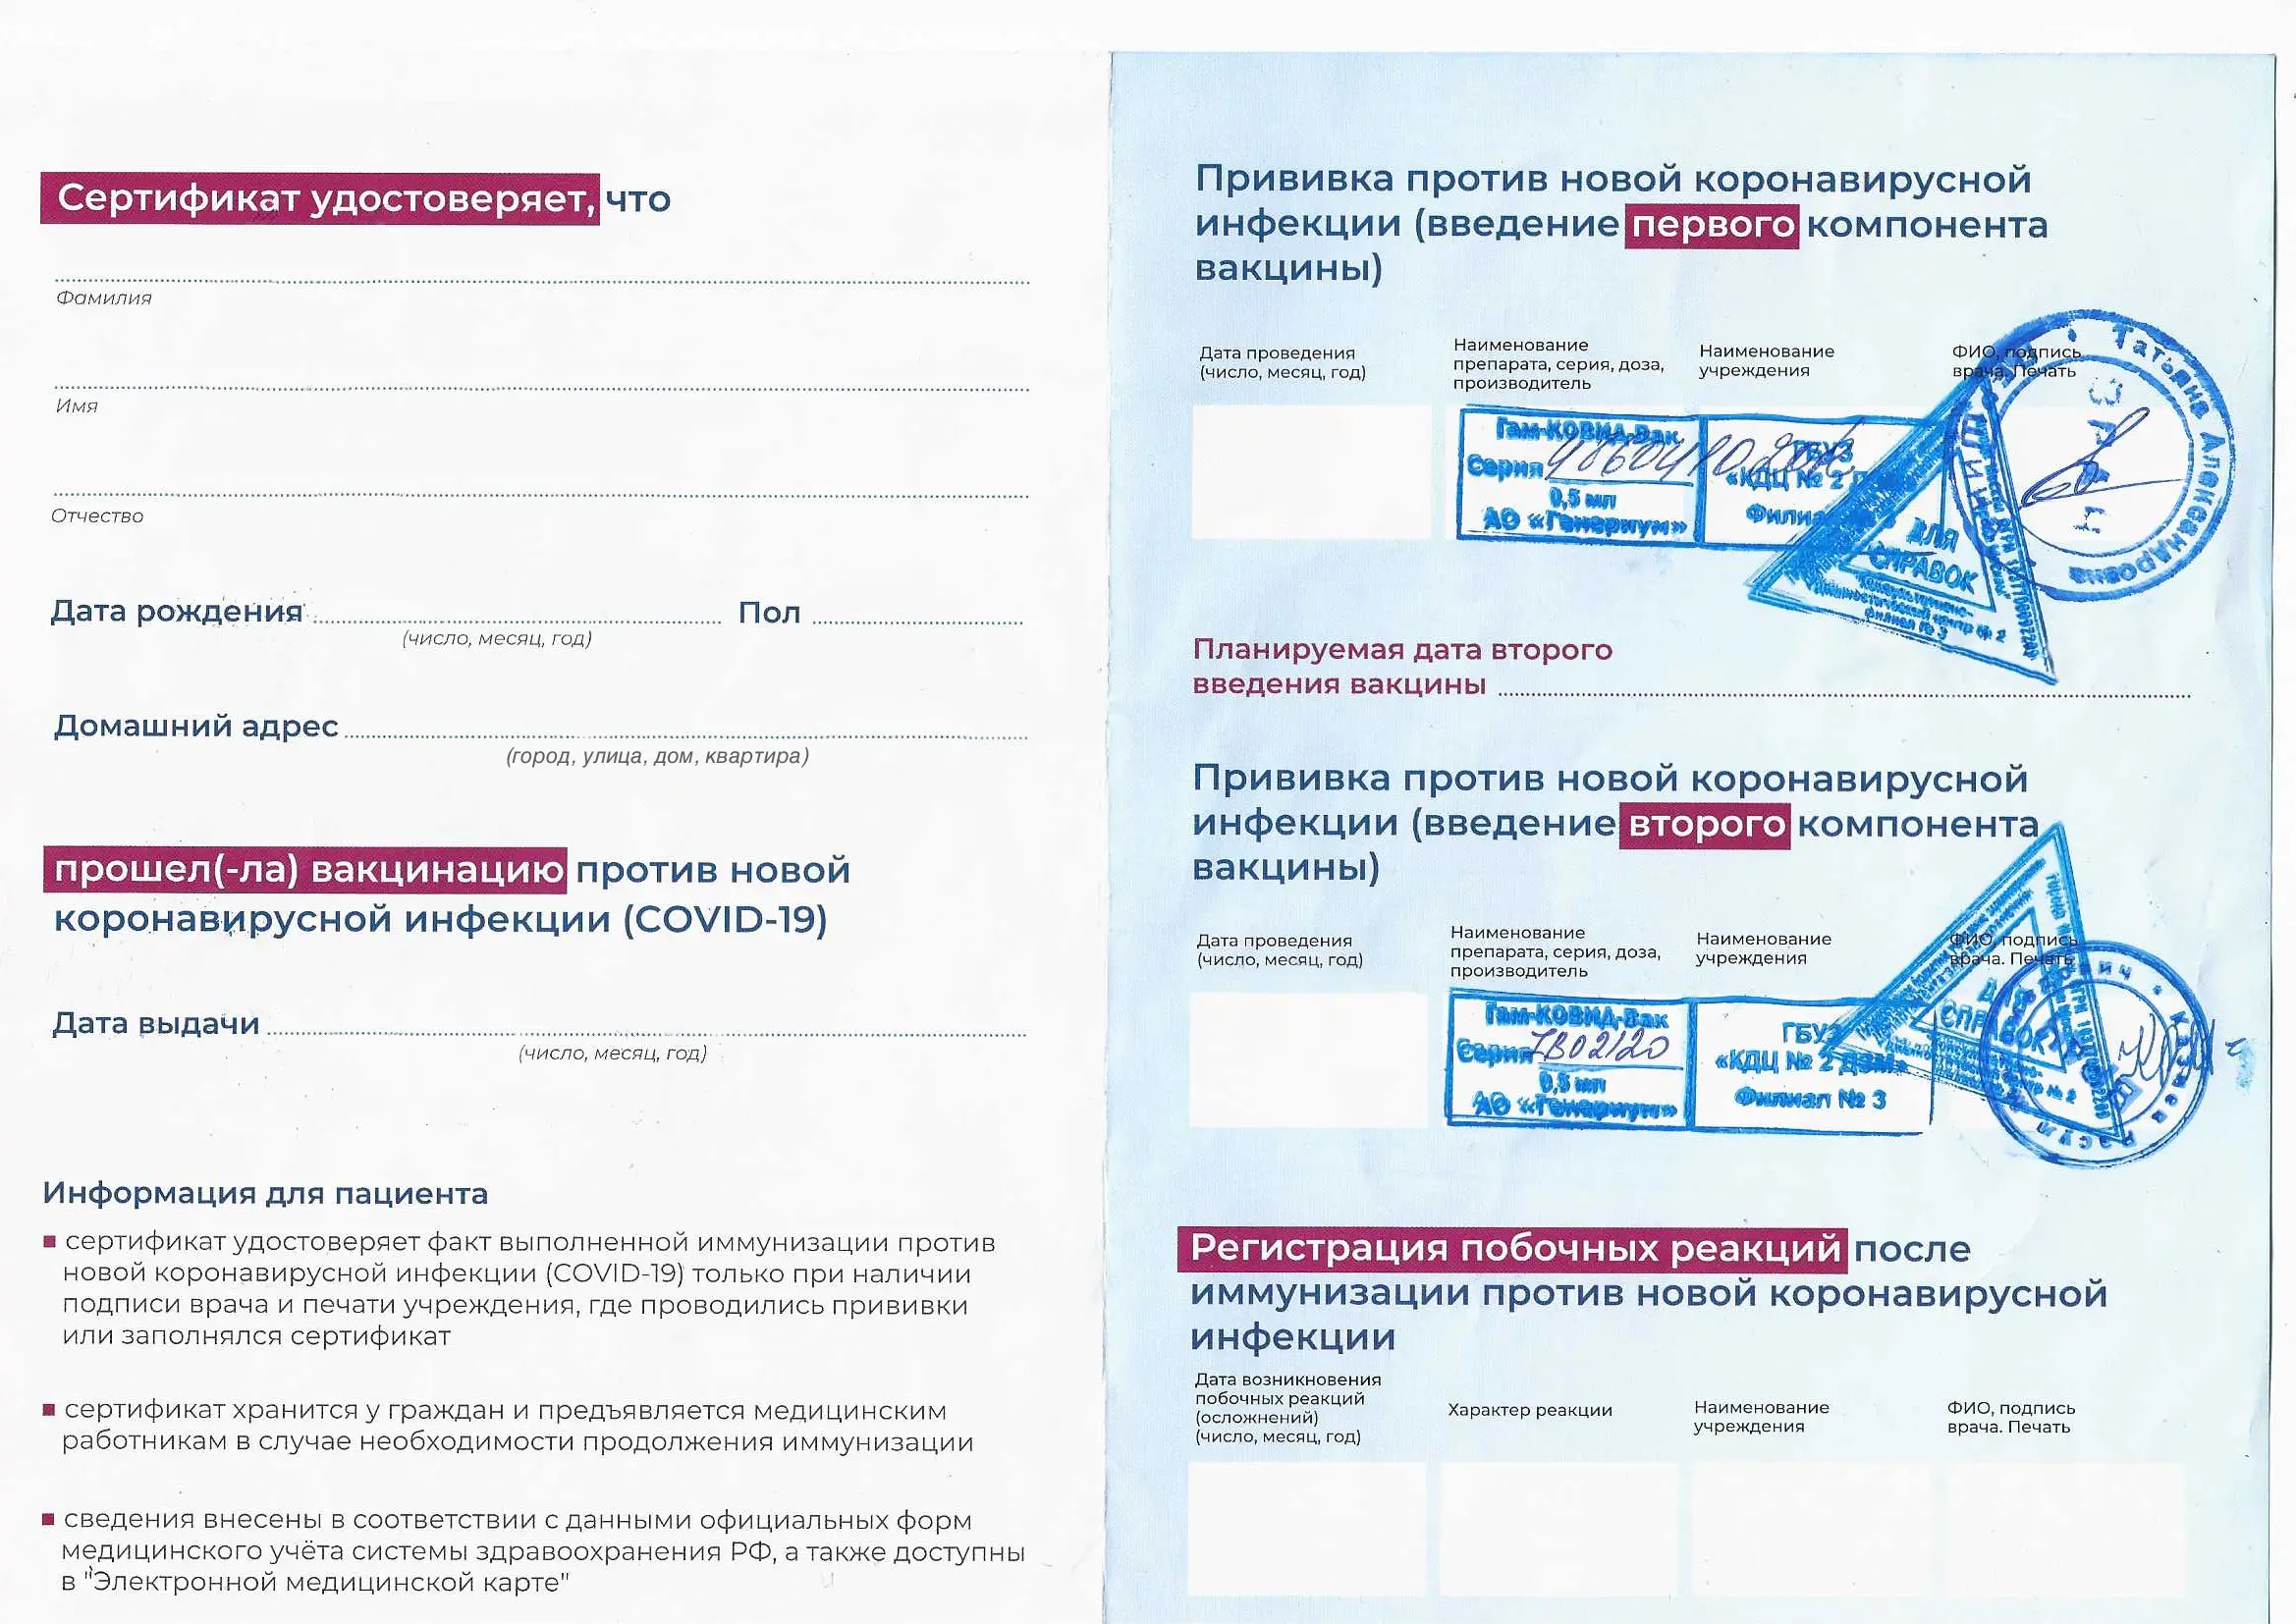 Сертификат удостоверяет, что
Фамилия
Имя
Отчество
Дата рождения Пол
(число, месяц, год)
Домашний адрес
(город, улица, дом, квартира)
прошел(-ла) вакцинацию против новой
коронавирусной инфекции (COVID-19)
Дата выдачи
(число, месяц, год)
Информация для пациента
сертификат удостоверяет факт выполненной иммунизации против
новой коронавирусной инфекции (COVID-19) только при наличии
подписи врача и печати учреждения, где проводились прививки
или заполнялся сертификат
сертификат хранится у граждан и предъявляется медицинским
работникам в случае необходимости продолжения иммунизации
сведения внесены в соответствии с данными официальных форм
медицинского учёта системы здравоохранения РФ, а также доступны
в "Электронной медицинской карте"
Прививка против новой коронавирусной
инфекции (введение первого компонента
вакцины)
Дата проведения
(число, месяц, год)
Наименование
препарата, серия, доза,
производитель
Наименование
учреждения
ФИО, подпись
врача. Печать
Гам-КОВИД-Вак
Серия
0,5 мл
АО «Генериум»
ГБУЗ
«КДЦ № 2
ДЛЯ
СПРАВОК
Татьяна Александровна
Планируемая дата второго
введения вакцины
Прививка против новой коронавирусной
инфекции (введение второго компонента
вакцины)
Дата проведения
(число, месяц, год)
Наименование
препарата, серия, доза,
производитель
Наименование
учреждения
ФИО, подпись
врача. Печать
Гам-КОВИД-Вак
Серия
0,5 мл
АО «Генериум»
ГБУЗ
«КДЦ № 2 ДЗМ»
Филиал № 3
СПРАВОК
Регистрация побочных реакций после
иммунизации против новой коронавирусной
инфекции
Дата возникновения
побочных реакций
(осложнений)
(число, месяц, год)
Характер реакции
Наименование
учреждения
ФИО, подпись
врача. Печать